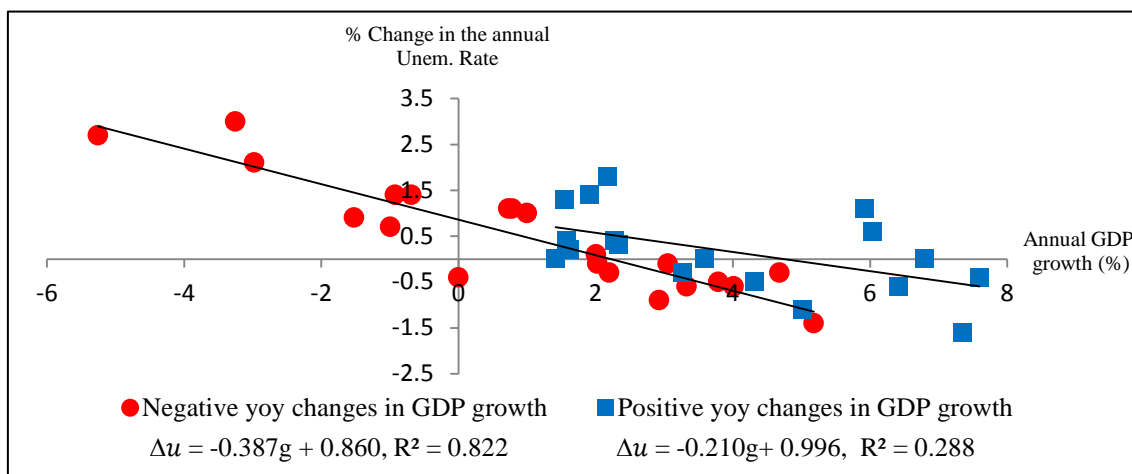 % Change in the annual
Unem. Rate
3.5
2.5
1.5
0.5
-0.5
-1.5
-2.5
-6
-4
-2
0
2
4
6
8
Annual GDP
growth (%)
Negative yoy changes in GDP growth
Positive yoy changes in GDP growth
Δu = -0.387g + 0.860, R² = 0.822
Δu = -0.210g+ 0.996, R² = 0.288